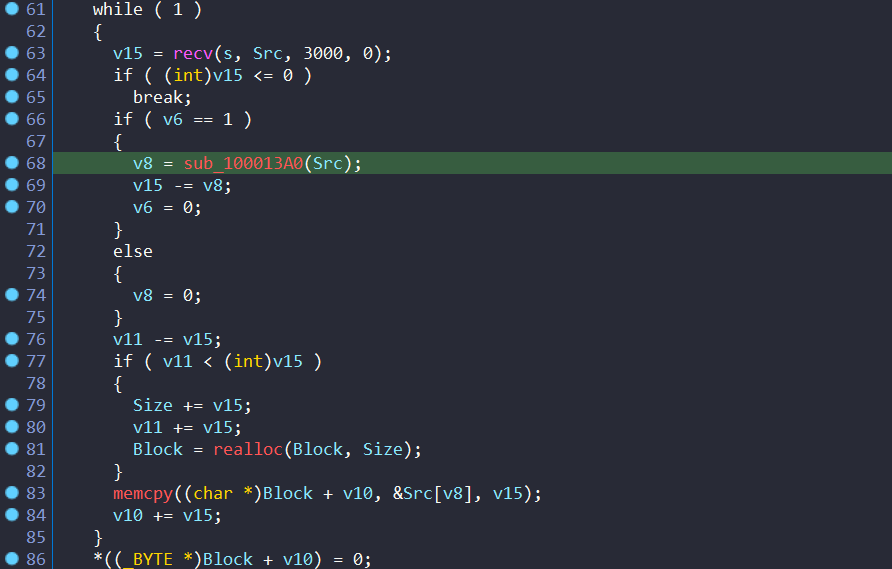 61 while ( 1 )
62 {
63 v15 = recv(s, Src, 3000, 0);
64 if ( (int)v15 <= 0 )
65 break;
66 if ( v6 == 1 )
67 {
68 v8 = sub_100013A0(Src);
69 v15 -= v8;
70 v6 = 0;
71 }
72 else
73 {
74 v8 = 0;
75 }
76 v11 -= v15;
77 if ( v11 < (int)v15 )
78 {
79 Size += v15;
80 v11 += v15;
81 Block = realloc(Block, Size);
82 }
83 memcpy((char *)Block + v10, &Src[v8], v15);
84 v10 += v15;
85 }
86 *((_BYTE *)Block + v10) = 0;